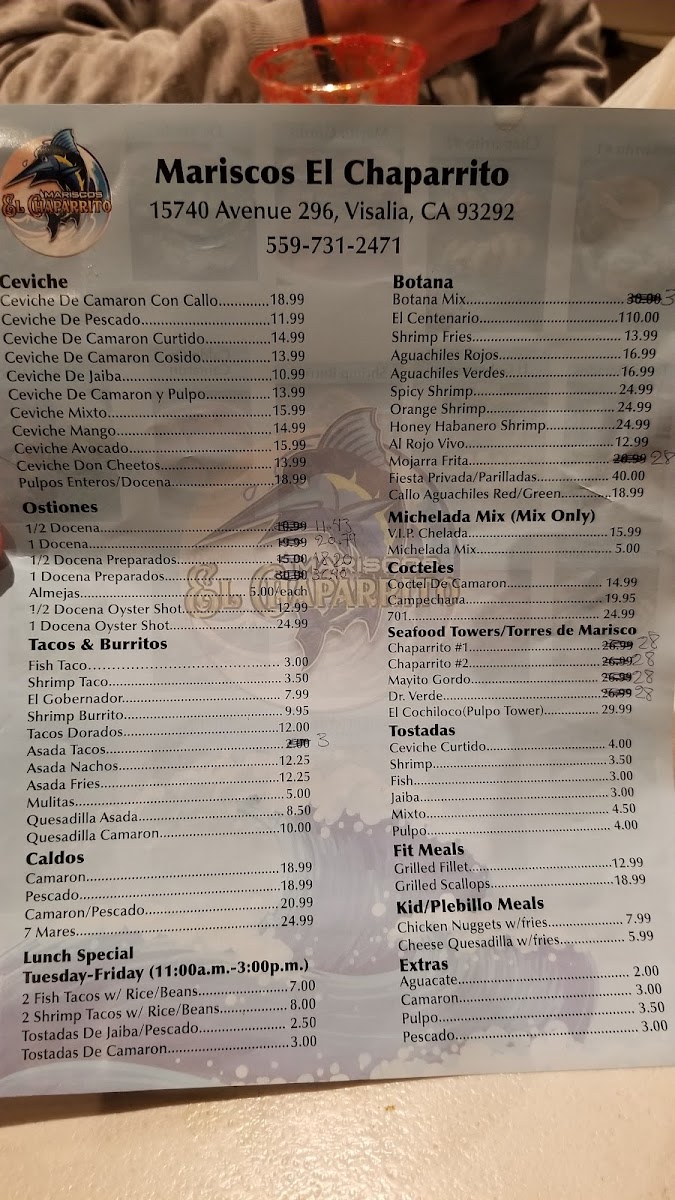 MARISCOS
EL CHAPARRITO
Mariscos El Chaparrito
15740 Avenue 296, Visalia, CA 93292
559-731-2471
Ceviche
Ceviche De Camaron Con Callo............18.99
Ceviche De Pescado..........11.99
Ceviche De Camaron Curtido..........14.99
Ceviche De Camaron Cosido..........13.99
Ceviche De Jaiba..........10.99
Ceviche De Camaron y Pulpo..........13.99
Ceviche Mixto..........15.99
Ceviche Mango..........14.99
Ceviche Avocado..........15.99
Ceviche Don Cheetos..........13.99
Pulpos Enteros/Docena..........18.99
Ostiones
1/2 Docena..........10.99
1 Docena..........19.99 20.79
1/2 Docena Preparados..........15.00
1 Docena Preparados..........30.00
Almejas..........5.00/each
1/2 Docena Oyster Shot..........12.99
1 Docena Oyster Shot..........24.99
Tacos & Burritos
Fish Taco..........3.00
Shrimp Taco..........3.50
El Gobernador..........7.99
Shrimp Burrito..........9.95
Tacos Dorados..........12.00
Asada Tacos..........2.00 3
Asada Nachos..........12.25
Asada Fries..........12.25
Mulitas..........5.00
Quesadilla Asada..........8.50
Quesadilla Camaron..........10.00
Caldos
Camaron..........18.99
Pescado..........18.99
Camaron/Pescado..........20.99
7 Mares..........24.99
Lunch Special
Tuesday-Friday (11:00a.m.-3:00p.m.)
2 Fish Tacos w/ Rice/Beans..........7.00
2 Shrimp Tacos w/ Rice/Beans..........8.00
Tostadas De Jaiba/Pescado..........2.50
Tostadas De Camaron..........3.00
Botana
Botana Mix..........30.00 3
El Centenario..........110.00
Shrimp Fries..........13.99
Aguachiles Rojos..........16.99
Aguachiles Verdes..........16.99
Spicy Shrimp..........24.99
Orange Shrimp..........24.99
Honey Habanero Shrimp..........24.99
Al Rojo Vivo..........12.99
Mojarra Frita..........26.99 28
Fiesta Privada/Parilladas..........40.00
Callo Aguachiles Red/Green..........18.99
Michelada Mix (Mix Only)
V.I.P. Chelada..........15.99
Michelada Mix..........5.00
Cocteles
Coctel De Camaron..........14.99
Campechana..........19.95
701..........24.99
Seafood Towers/Torres de Marisco
Chaparrito #1..........26.99 28
Chaparrito #2..........26.99 28
Mayito Gordo..........26.99 28
Dr. Verde..........26.99 28
El Cochiloco(Pulpo Tower)..........29.99
Tostadas
Ceviche Curtido..........4.00
Shrimp..........3.50
Fish..........3.00
Jaiba..........3.00
Mixto..........4.50
Pulpo..........4.00
Fit Meals
Grilled Fillet..........12.99
Grilled Scallops..........18.99
Kid/Plebillo Meals
Chicken Nuggets w/fries..........7.99
Cheese Quesadilla w/fries..........5.99
Extras
Aguacate..........2.00
Camaron..........3.00
Pulpo..........3.50
Pescado..........3.00
MARISCOS
EL CHAPARRITO